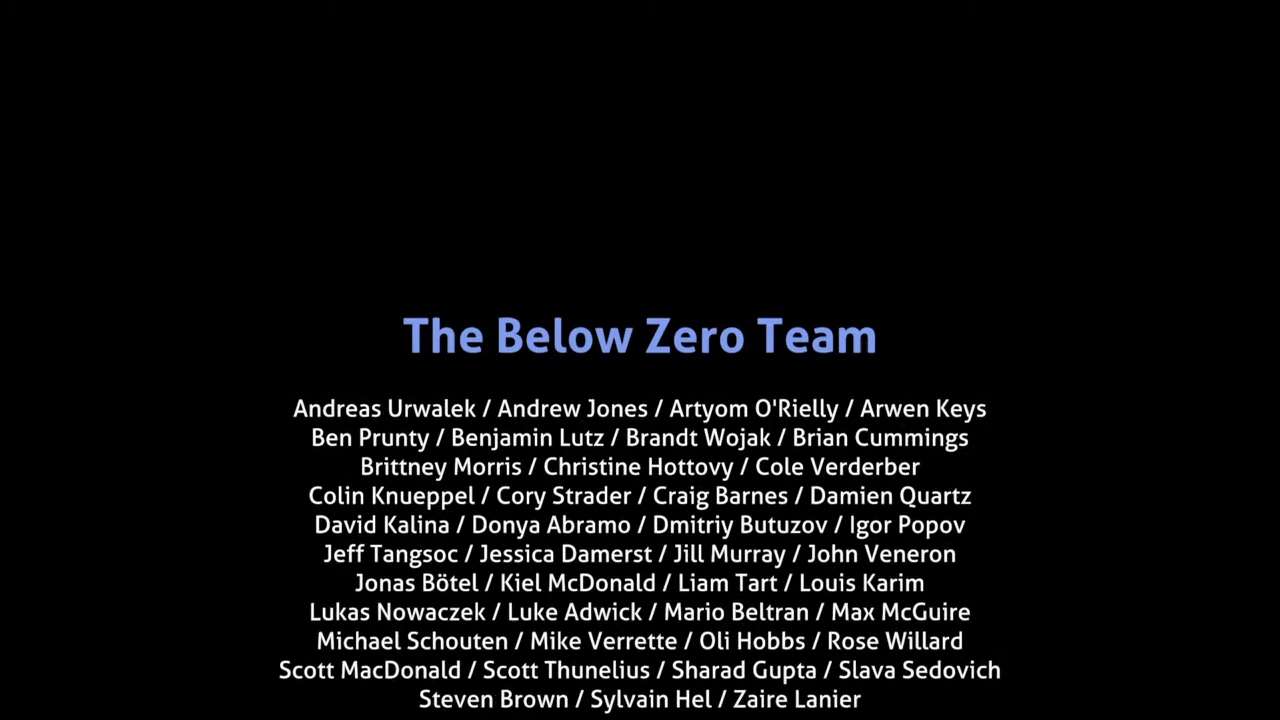 The Below Zero Team
Andreas Urwalek / Andrew Jones / Artyom O'Rielly / Arwen Keys
Ben Prunty / Benjamin Lutz / Brandt Wojak / Brian Cummings
Brittney Morris / Christine Hottovy / Cole Verderber
Colin Knueppel / Cory Strader / Craig Barnes / Damien Quartz
David Kalina / Donya Abramo / Dmitriy Butuzov / Igor Popov
Jeff Tangsoc / Jessica Damerst / Jill Murray / John Veneron
Jonas Bötel / Kiel McDonald / Liam Tart / Louis Karim
Lukas Nowaczek / Luke Adwick / Mario Beltran / Max McGuire
Michael Schouten / Mike Verrette / Oli Hobbs / Rose Willard
Scott MacDonald / Scott Thunelius / Sharad Gupta / Slava Sedovich
Steven Brown / Sylvain Hel / Zaire Lanier